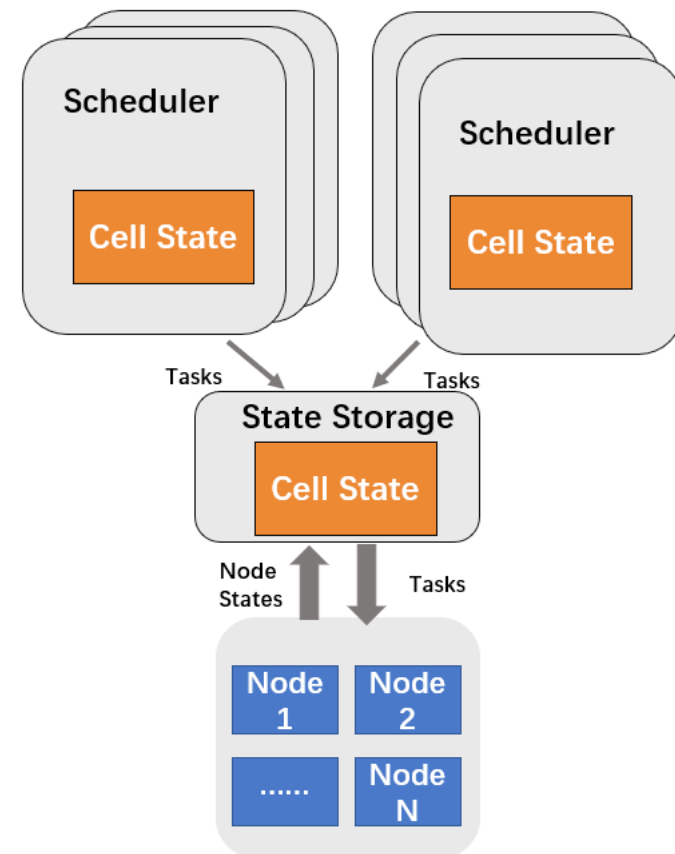 Scheduler
Cell State
Scheduler
Cell State
Tasks
Tasks
State Storage
Cell State
Node
States
Tasks
Node
1
Node
2
......
Node
N